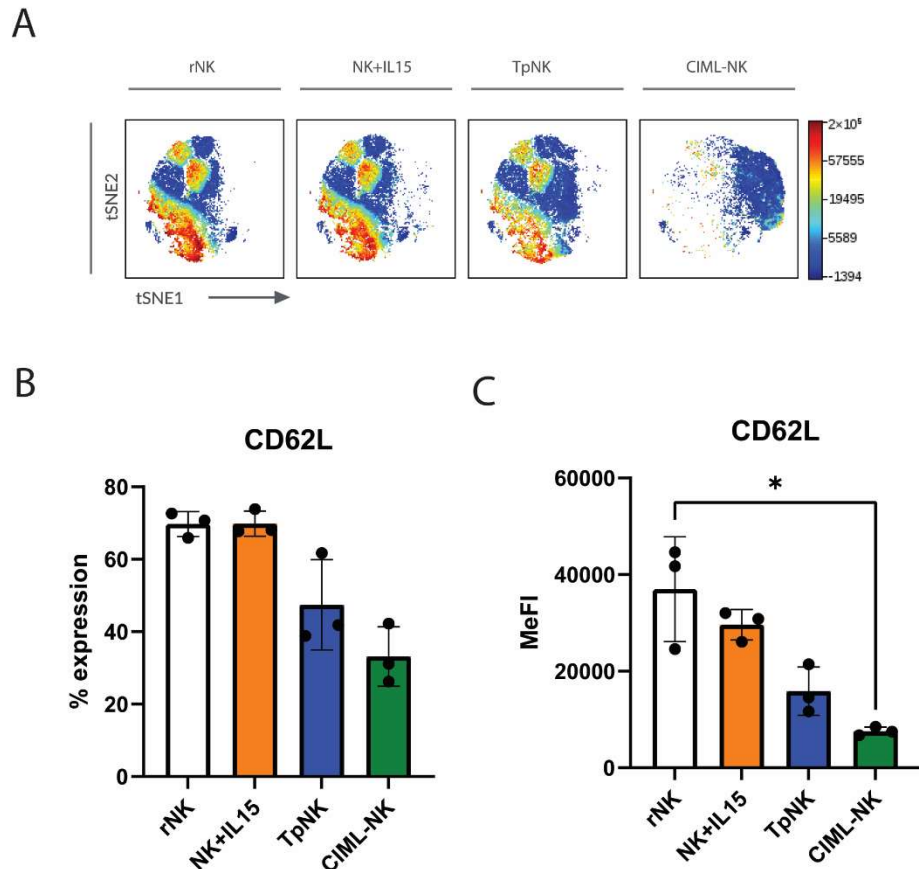 A
rNK NK+IL15 TpNK CIML-NK
tSNE2
2×10⁵
57555
19495
5589
-1394
tSNE1
B
CD62L
% expression
80
60
40
20
0
rNK NK+IL15 TpNK CIML-NK
C
CD62L
*
MeFI
60000
40000
20000
0
rNK NK+IL15 TpNK CIML-NK